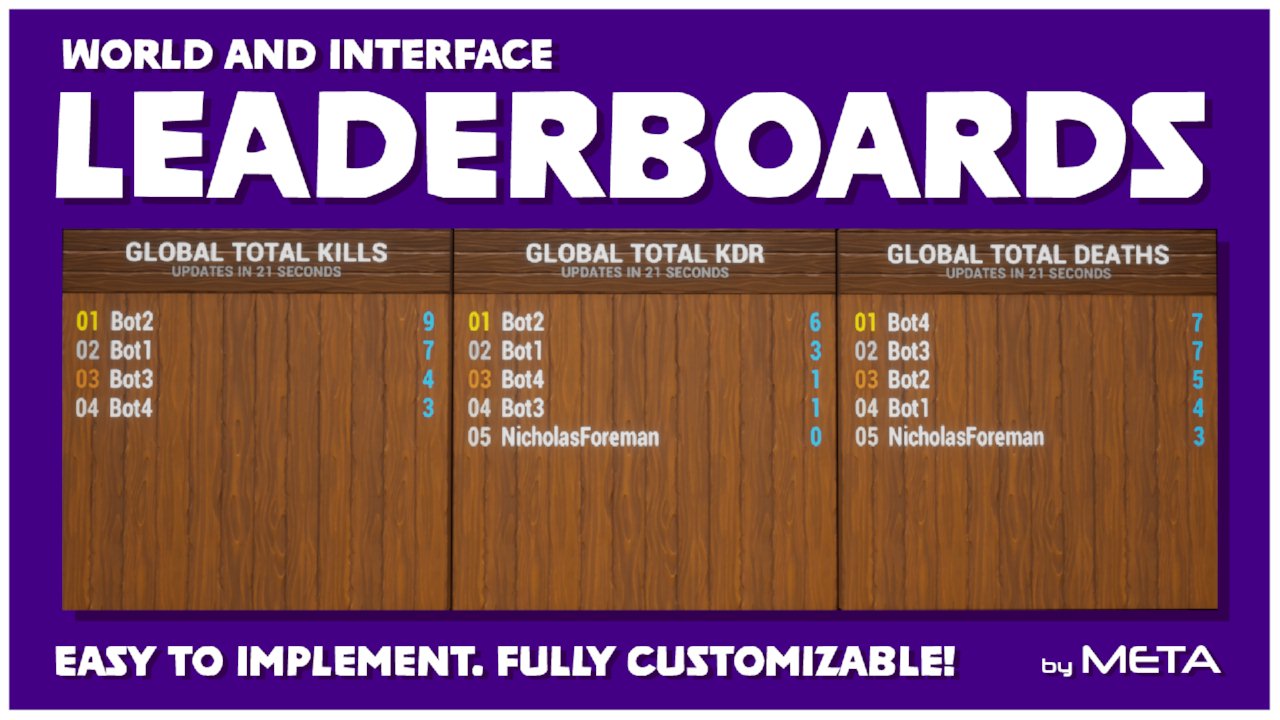 WORLD AND INTERFACE
LEADERBOARDS
GLOBAL TOTAL KILLS
UPDATES IN 21 SECONDS
01 Bot2 9
02 Bot1 7
03 Bot3 4
04 Bot4 3
GLOBAL TOTAL KDR
UPDATES IN 21 SECONDS
01 Bot2 6
02 Bot1 3
03 Bot4 1
04 Bot3 1
05 NicholasForeman 0
GLOBAL TOTAL DEATHS
UPDATES IN 21 SECONDS
01 Bot4 7
02 Bot3 7
03 Bot2 5
04 Bot1 4
05 NicholasForeman 3
EASY TO IMPLEMENT. FULLY CUSTOMIZABLE!
by META